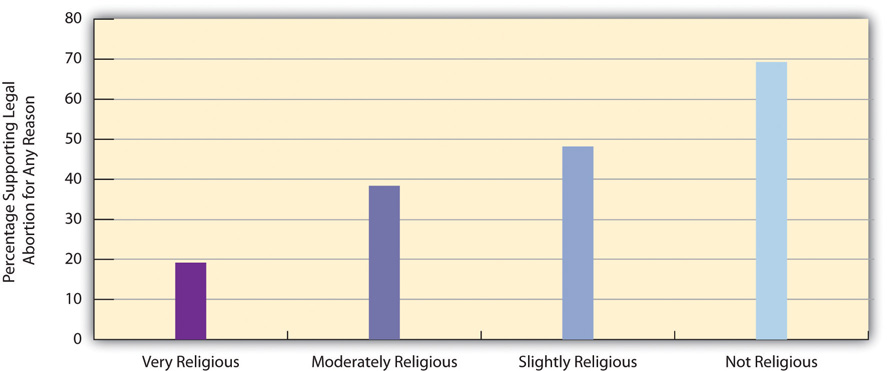 Percentage Supporting Legal
Abortion for Any Reason
80
70
60
50
40
30
20
10
0
Very Religious
Moderately Religious
Slightly Religious
Not Religious